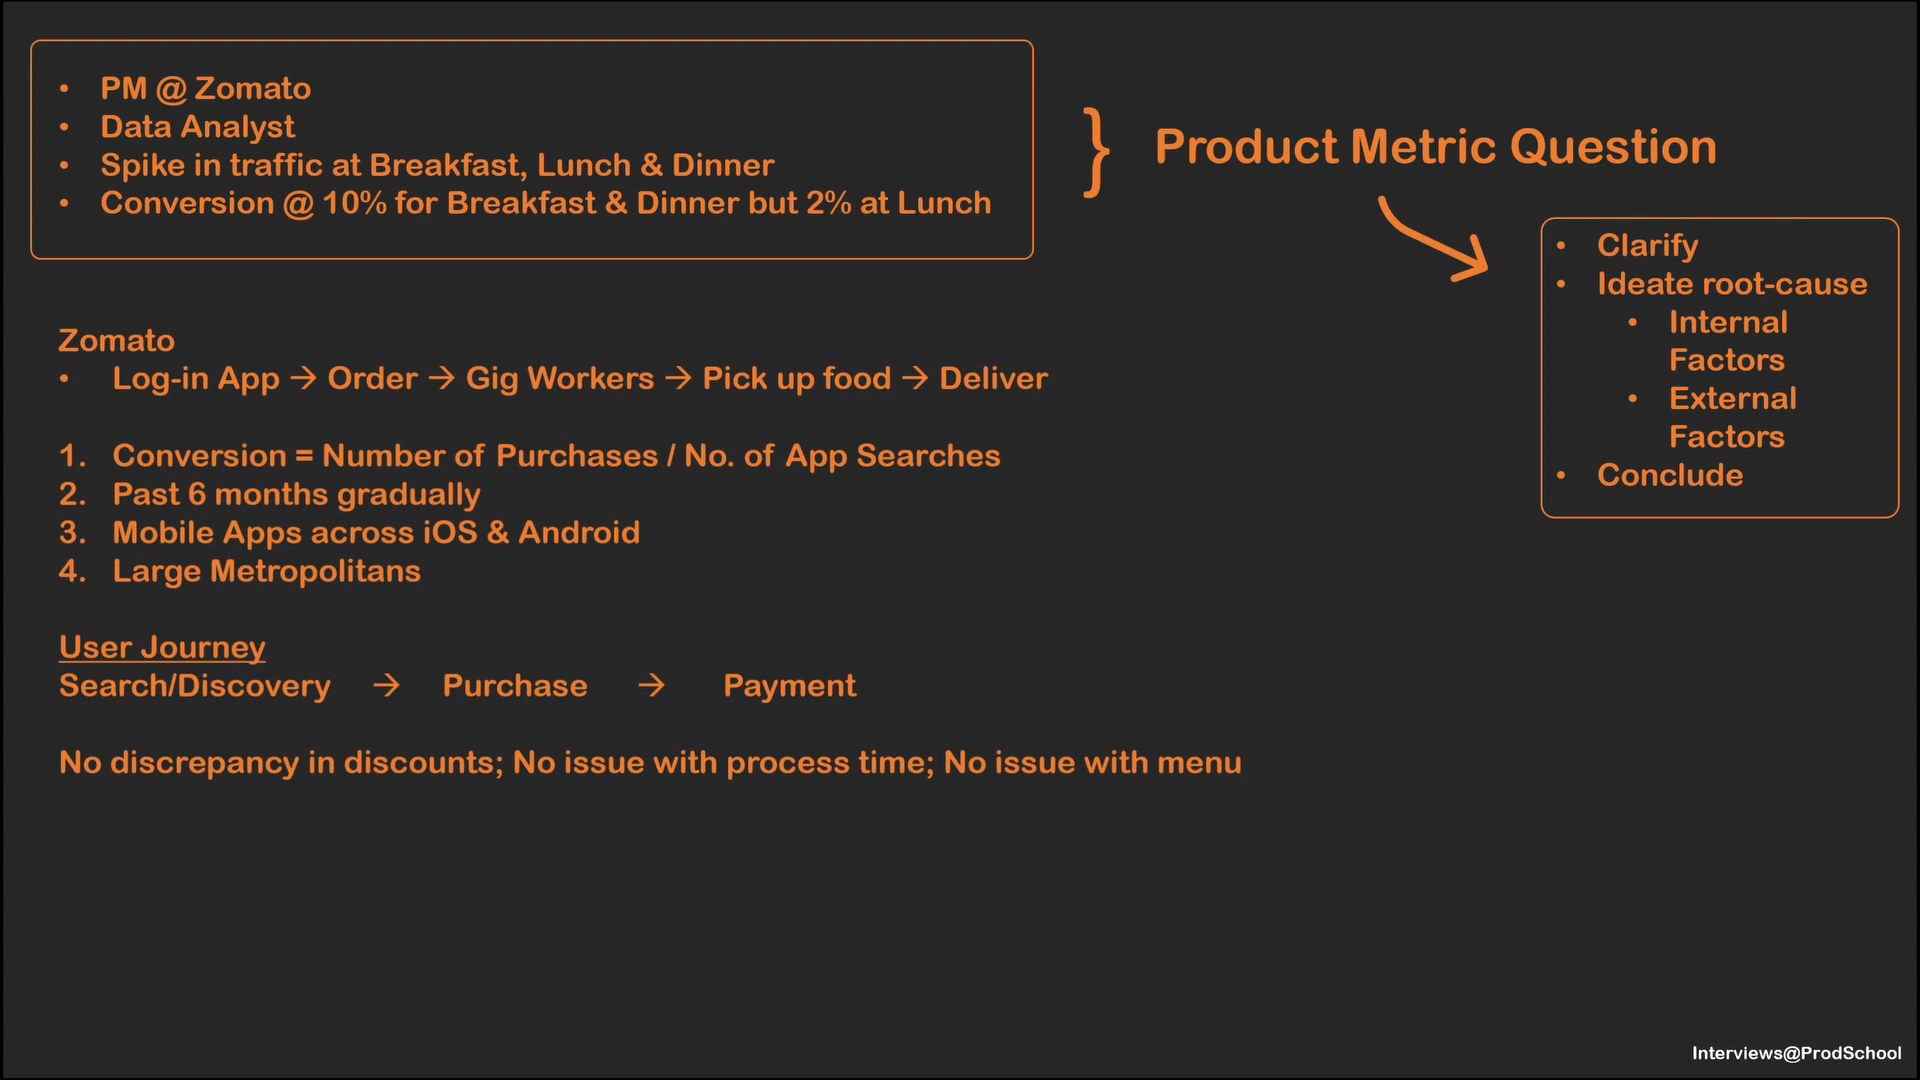 • PM @ Zomato
• Data Analyst
• Spike in traffic at Breakfast, Lunch & Dinner
• Conversion @ 10% for Breakfast & Dinner but 2% at Lunch
} Product Metric Question
• Clarify
• Ideate root-cause
• Internal
Factors
• External
Factors
• Conclude
Zomato
• Log-in App → Order → Gig Workers → Pick up food → Deliver
1. Conversion = Number of Purchases / No. of App Searches
2. Past 6 months gradually
3. Mobile Apps across iOS & Android
4. Large Metropolitans
User Journey
Search/Discovery → Purchase → Payment
No discrepancy in discounts; No issue with process time; No issue with menu
Interviews@ProdSchool